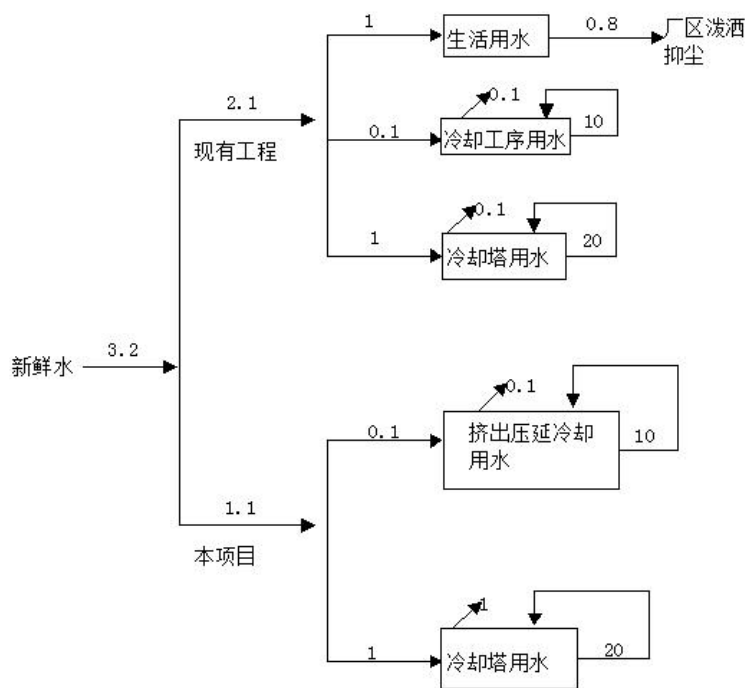 1
生活用水
0.8
厂区泼洒
抑尘
2.1
现有工程
0.1
0.1
冷却工序用水
10
0.1
1
冷却塔用水
20
新鲜水
3.2
0.1
0.1
挤出压延冷却
用水
10
1.1
本项目
1
1
冷却塔用水
20